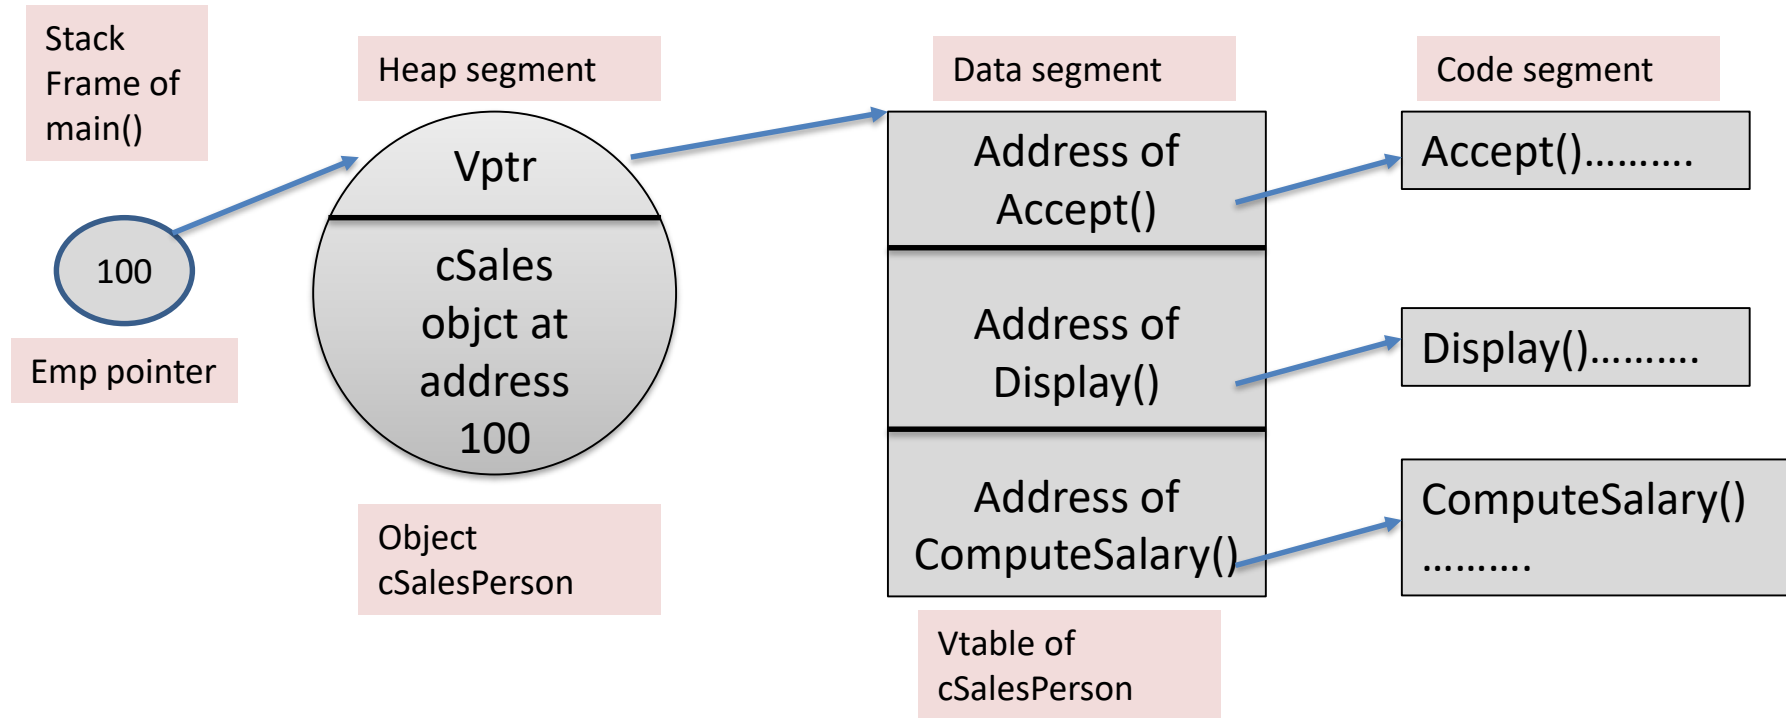 Stack
Frame of
main()
Heap segment
Data segment
Code segment
100
Emp pointer
Vptr
cSales
objct at
address
100
Object
cSalesPerson
Address of
Accept()
Address of
Display()
Address of
ComputeSalary()
Vtable of
cSalesPerson
Accept()……….
Display()……….
ComputeSalary()
……….